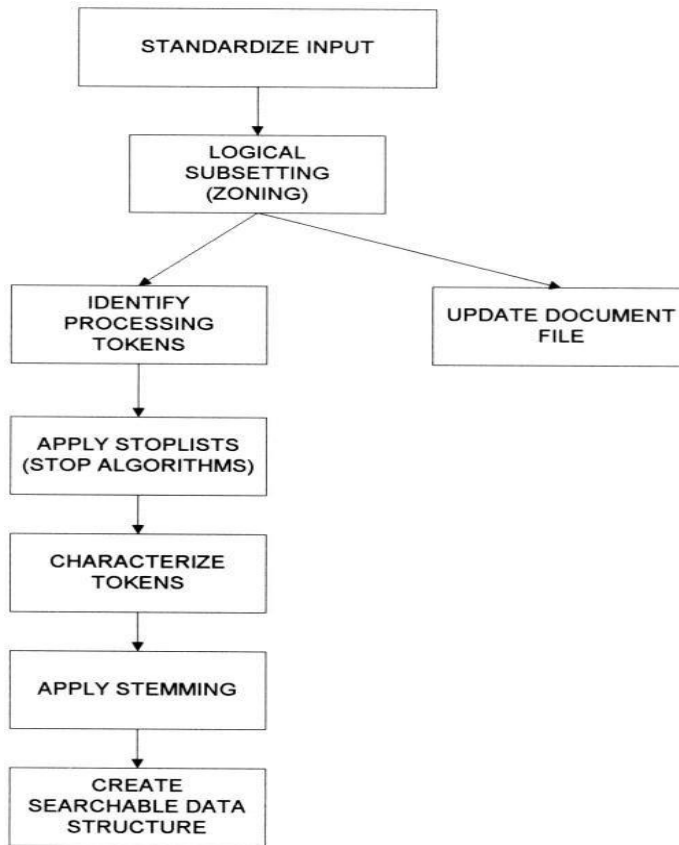 STANDARDIZE INPUT
LOGICAL
SUBSETTING
(ZONING)
IDENTIFY
PROCESSING
TOKENS
UPDATE DOCUMENT
FILE
APPLY STOPLISTS
(STOP ALGORITHMS)
CHARACTERIZE
TOKENS
APPLY STEMMING
CREATE
SEARCHABLE DATA
STRUCTURE